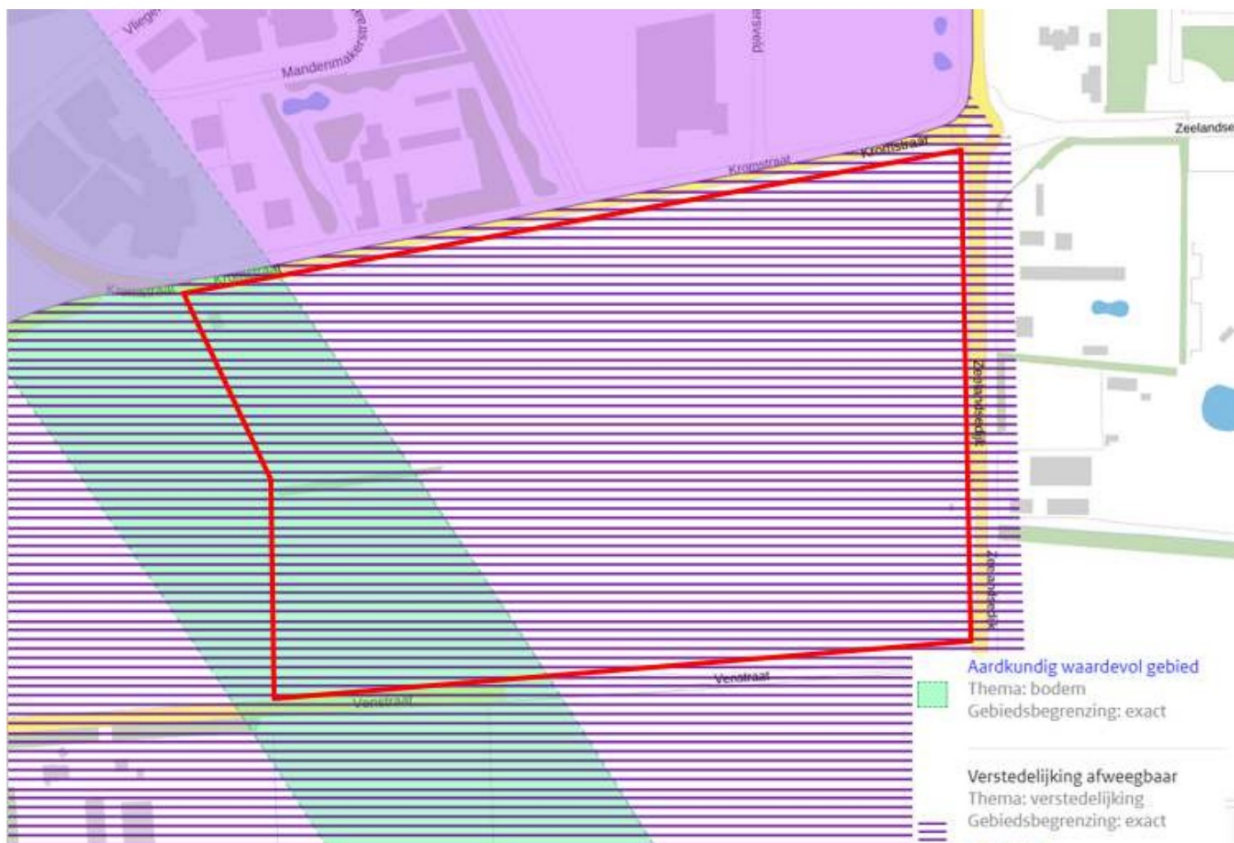 Mandenmakerstraat
Zeelandse
Kromstraat
Kromstraat
Kromstraat
Kromstraat
Zeelandsedijk
Zeelandsedijk
Venstraat
Venstraat
Aardkundig waardevol gebied
Thema: bodem
Gebiedsbegrenzing: exact
Verstedelijking afweegbaar
Thema: verstedelijking
Gebiedsbegrenzing: exact